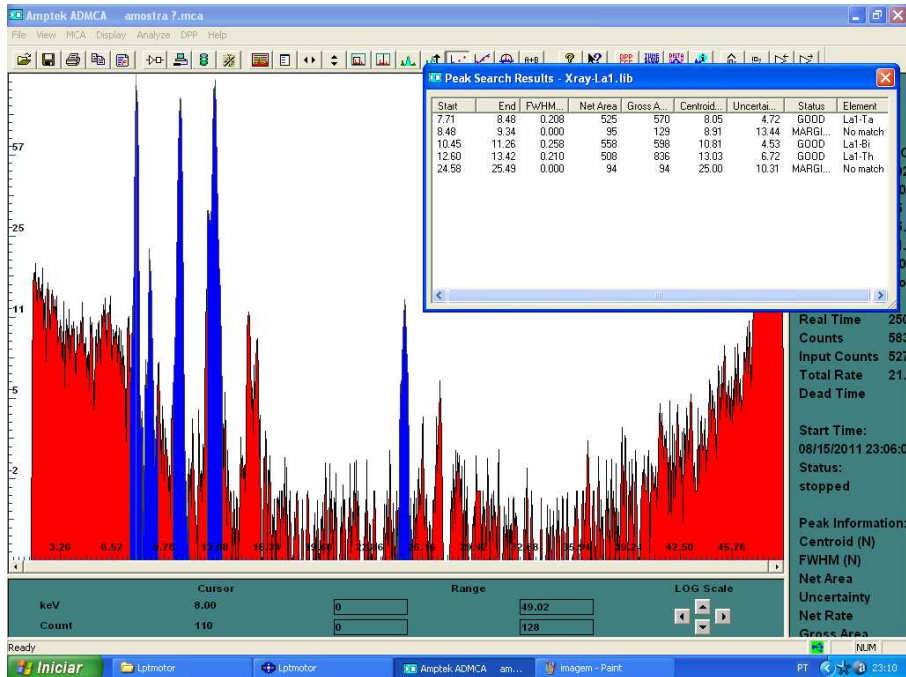 Amptek ADMCA    amostra ?.mca
File View MCA Display Analyze DPP Help
Peak Search Results - Xray-La1.lib
Start End FWHM... Net Area Gross A... Centroid... Uncertai... Status Element
7.71 8.48 0.208 525 570 8.05 4.72 GOOD La1-Ta
8.48 9.34 0.000 95 129 8.91 13.44 MARGI... No match
10.45 11.26 0.258 558 598 10.81 4.53 GOOD La1-Bi
12.60 13.42 0.210 508 836 13.03 6.72 GOOD La1-Th
24.58 25.49 0.000 94 94 25.00 10.31 MARGI... No match
57
25
11
5
2
3.26 6.52 9.78 42.50 45.76
Real Time 250
Counts 583
Input Counts 527
Total Rate 21.
Dead Time
Start Time:
08/15/2011 23:06:0
Status:
stopped
Peak Information:
Centroid (N)
FWHM (N)
Net Area
Uncertainty
Net Rate
Gross Area
Cursor Range LOG Scale
keV 8.00 0 49.02
Count 110 0 128
Ready NUM
Iniciar Lptmotor Lptmotor Amptek ADMCA am... imagem - Paint PT 23:10